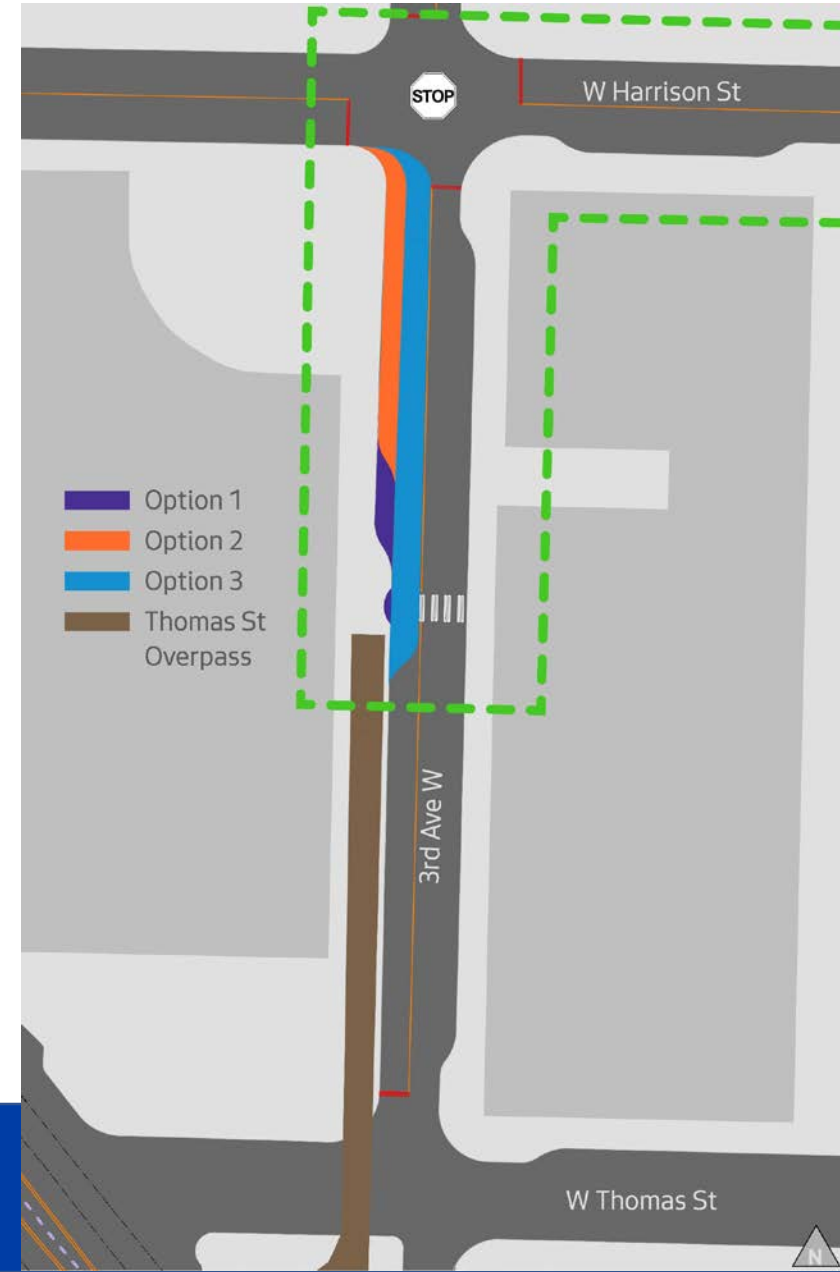 STOP
W Harrison St
Option 1
Option 2
Option 3
Thomas St
Overpass
3rd Ave W
W Thomas St
N